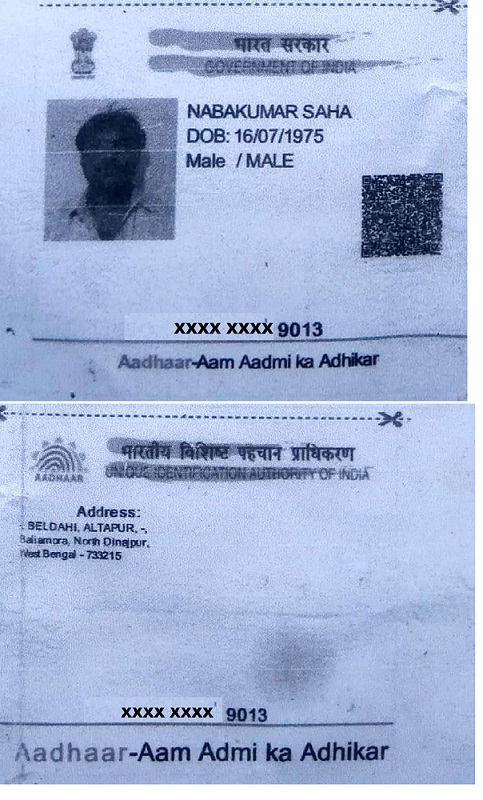 भारत सरकार
GOVERNMENT OF INDIA
NABAKUMAR SAHA
DOB: 16/07/1975
Male / MALE
XXXX XXXX 9013
Aadhaar-Aam Aadmi ka Adhikar
भारतीय विशिष्ट पहचान प्राधिकरण
UNIQUE IDENTIFICATION AUTHORITY OF INDIA
AADHAAR
Address:
BELDAHI, ALTAPUR, -,
Baliamora, North Dinajpur,
West Bengal - 733215
XXXX XXXX 9013
Aadhaar-Aam Admi ka Adhikar